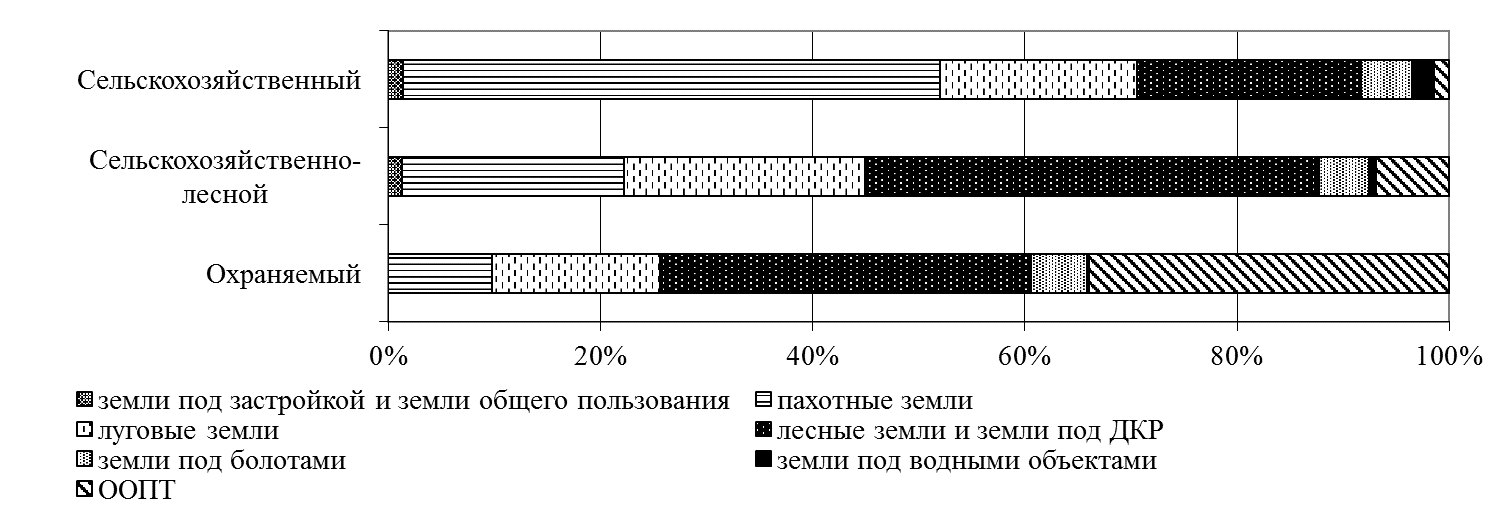 Сельскохозяйственный
Сельскохозяйственно-
лесной
Охраняемый
0% 20% 40% 60% 80% 100%
земли под застройкой и земли общего пользования пахотные земли
луговые земли лесные земли и земли под ДКР
земли под болотами земли под водными объектами
ООПТ